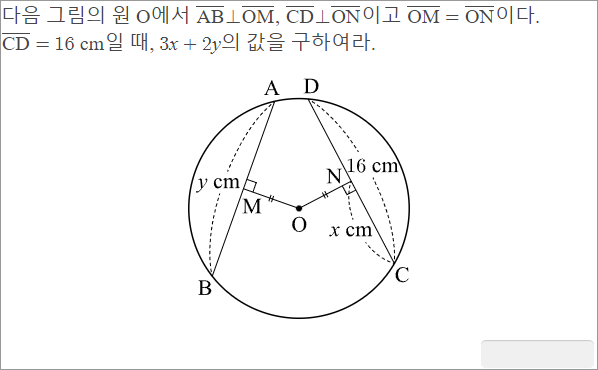 다음 그림의 원 O에서 AB⊥OM, CD⊥ON이고 OM = ON이다.
CD = 16 cm일 때, 3x + 2y의 값을 구하여라.
A D
16 cm
N
y cm
M
O
x cm
C
B